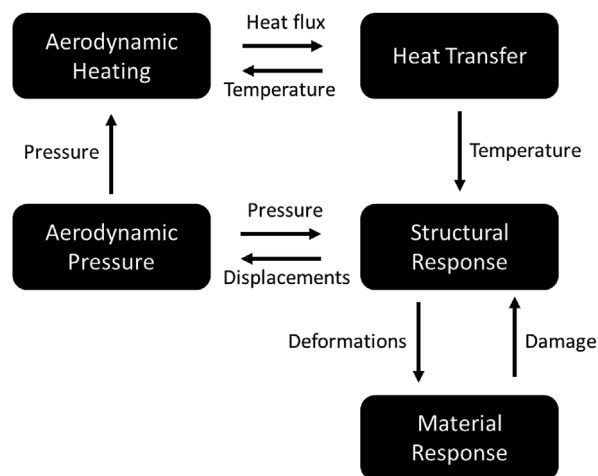 Aerodynamic
Heating
Heat flux
Temperature
Heat Transfer
Pressure
Temperature
Aerodynamic
Pressure
Pressure
Displacements
Structural
Response
Deformations
Damage
Material
Response